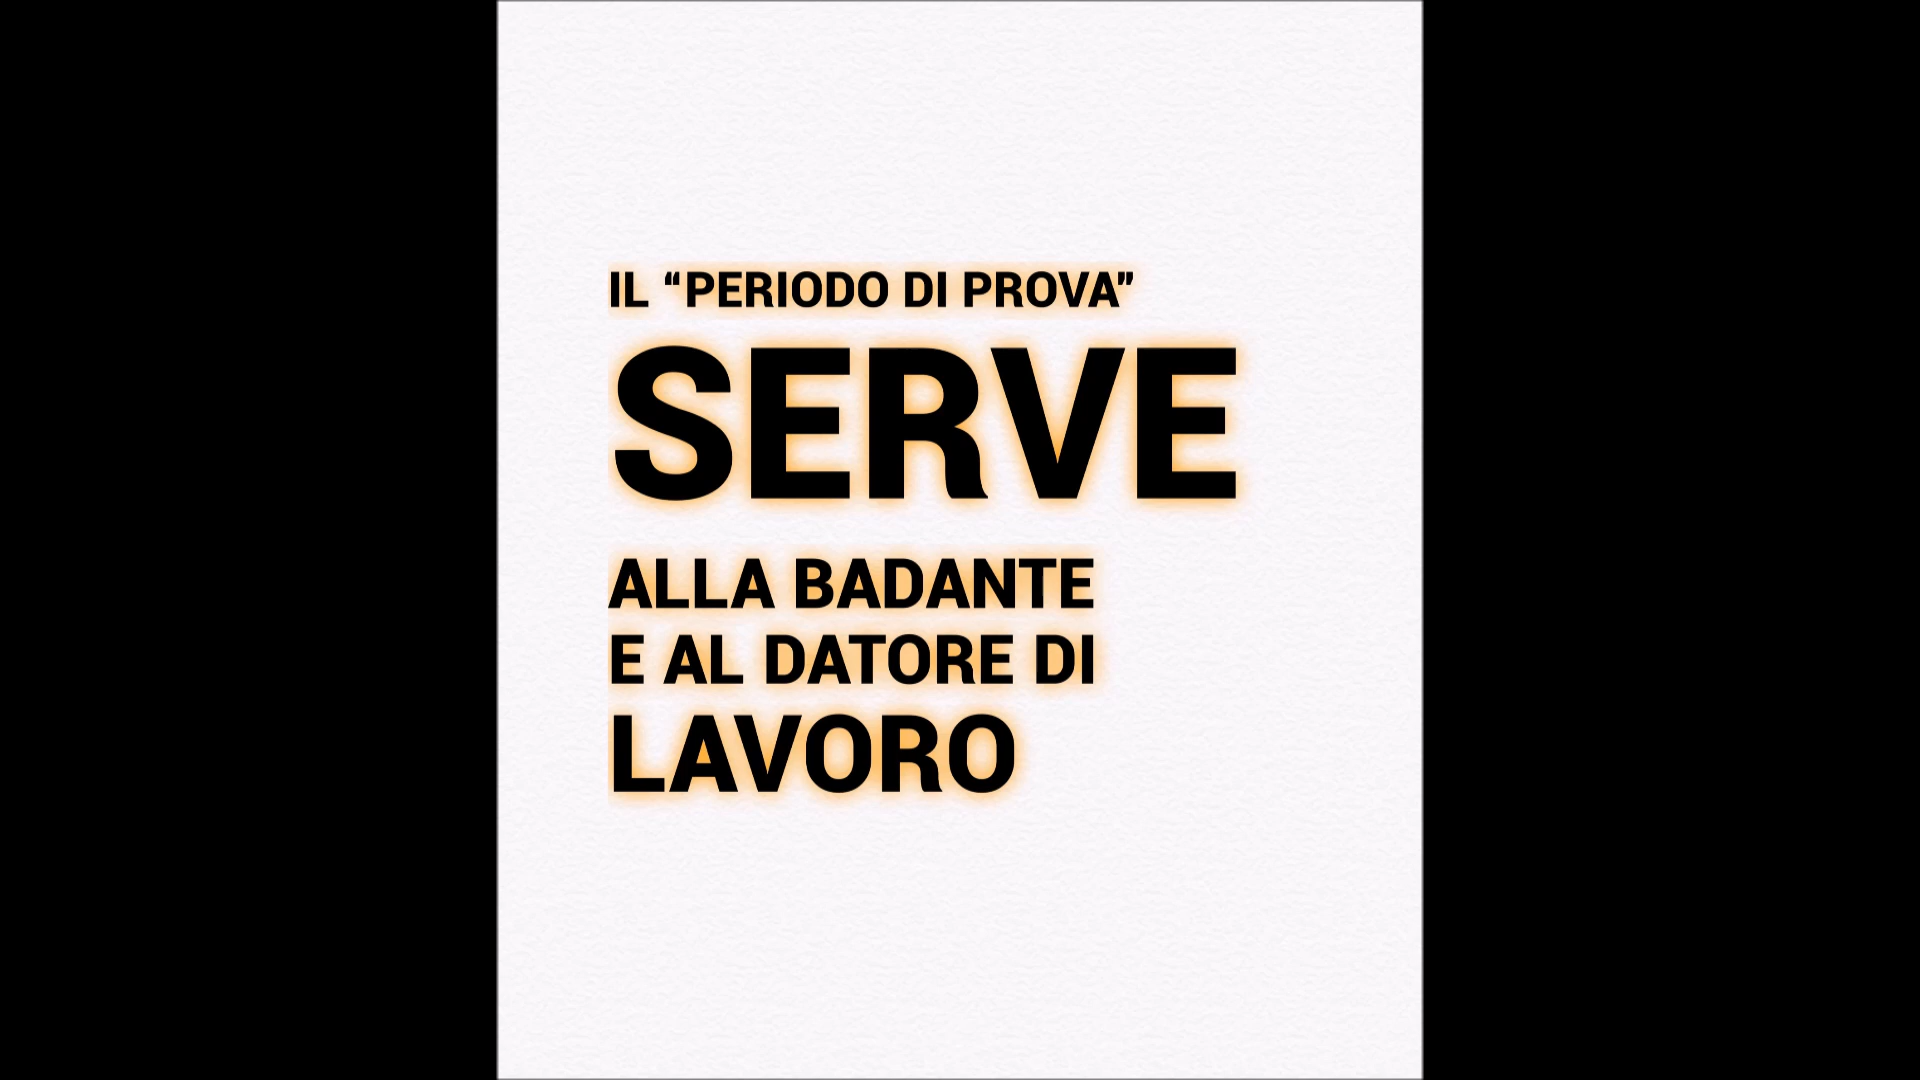 IL “PERIODO DI PROVA”
SERVE
ALLA BADANTE
E AL DATORE DI
LAVORO